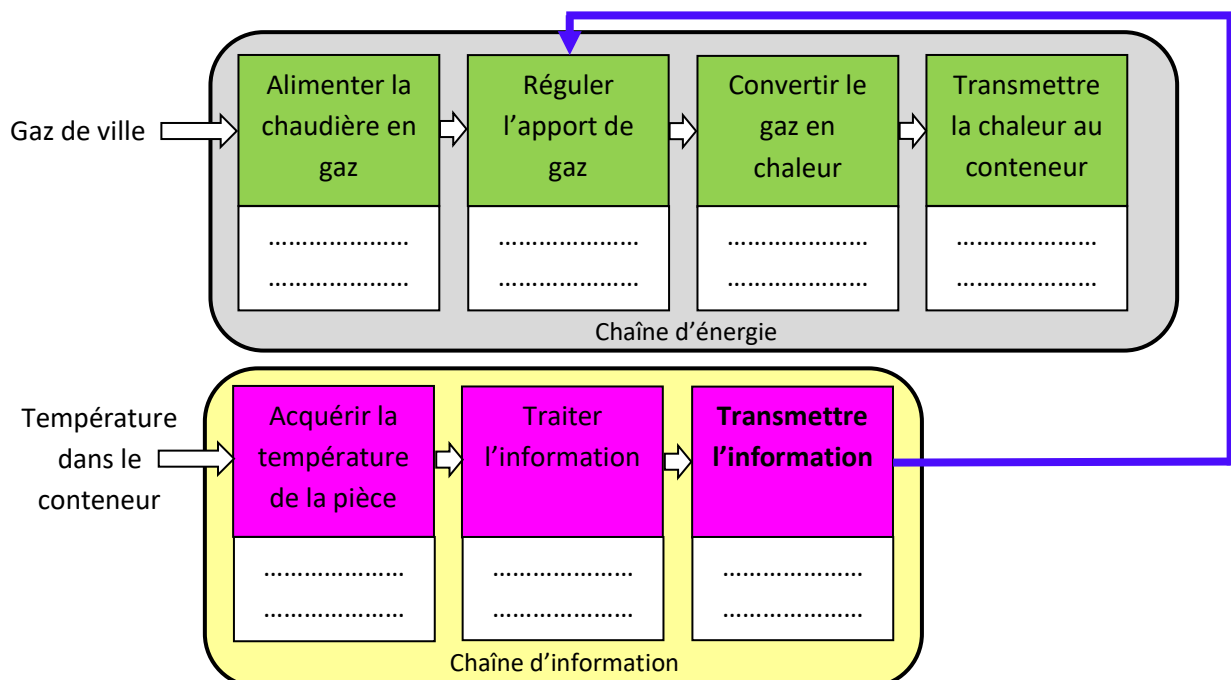 Gaz de ville
Alimenter la
chaudière en
gaz
……………………
……………………
Réguler
l’apport de
gaz
……………………
……………………
Convertir le
gaz en
chaleur
……………………
……………………
Transmettre
la chaleur au
conteneur
……………………
……………………
Chaîne d’énergie
Température
dans le
conteneur
Acquérir la
température
de la pièce
……………………
……………………
Traiter
l’information
……………………
……………………
Transmettre
l’information
……………………
……………………
Chaîne d’information